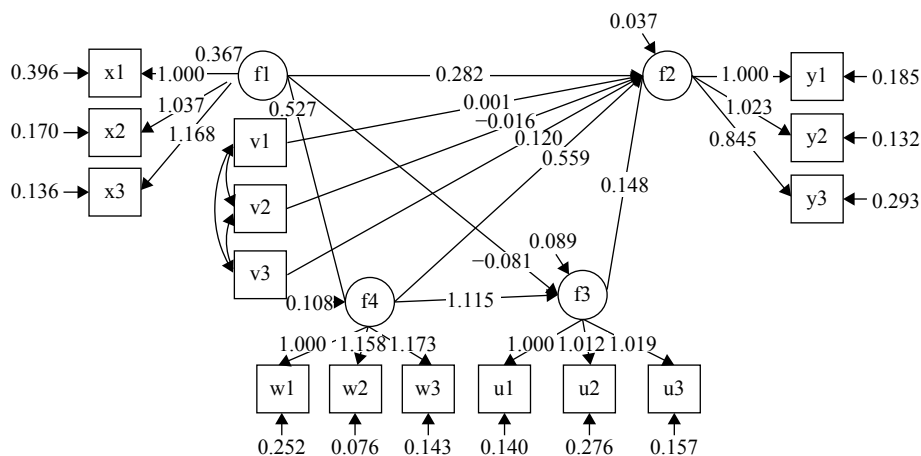 0.037
0.367
0.396 x1 1.000 f1 0.282 f2 1.000 y1 0.185
1.037 0.527 0.001 1.023
0.170 x2 v1 −0.016 y2 0.132
1.168 0.120 0.845
0.559
0.136 x3 v2 0.148 y3 0.293
0.089
v3 −0.081
0.108 f4 1.115 f3
1.000 1.158 1.173 1.000 1.012 1.019
w1 w2 w3 u1 u2 u3
0.252 0.076 0.143 0.140 0.276 0.157